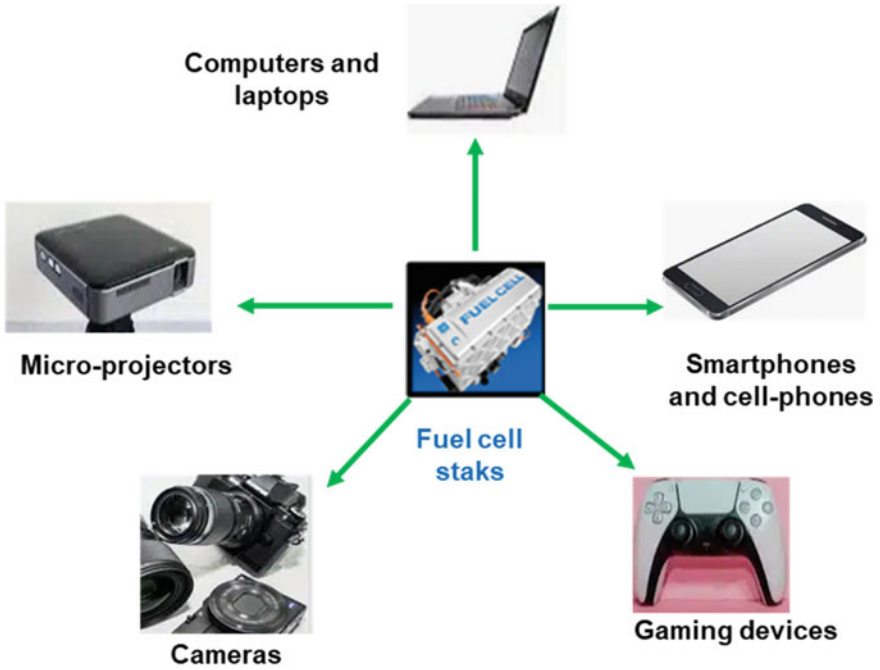 Computers and
laptops
Micro-projectors
FUEL CELL
Smartphones
and cell-phones
Fuel cell
staks
Cameras
Gaming devices